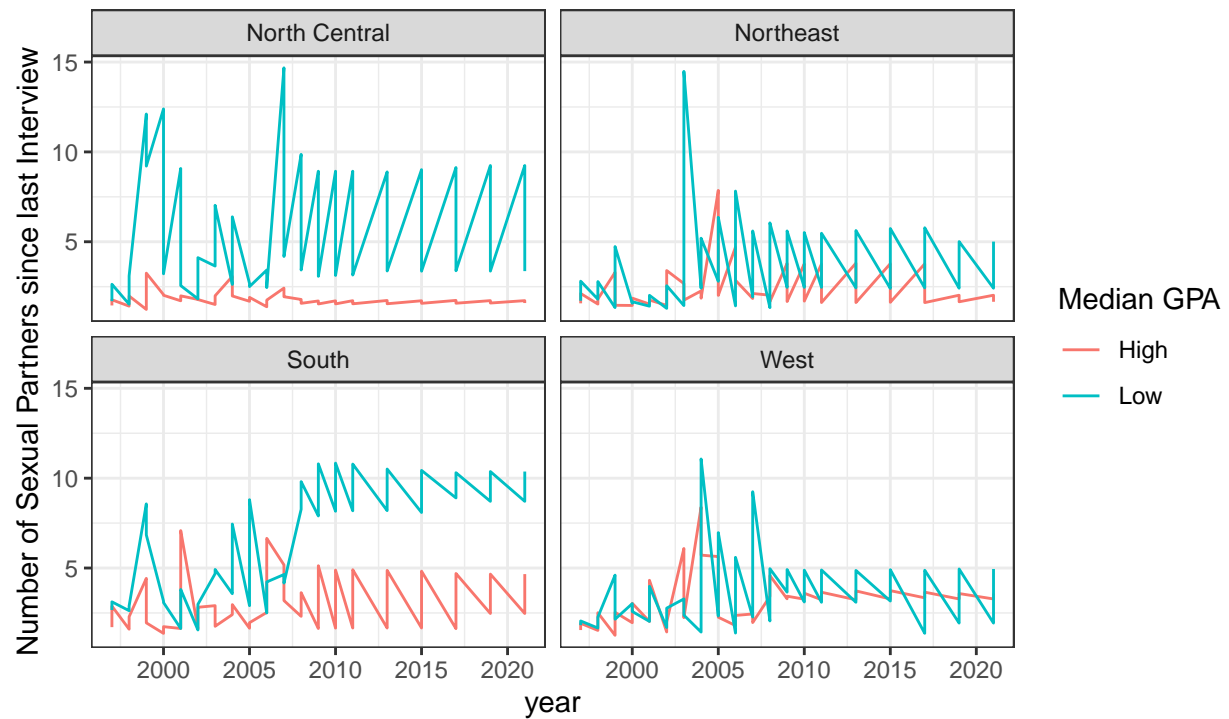 North Central
Northeast
15
10
5
South
West
15
10
5
2000 2005 2010 2015 2020
2000 2005 2010 2015 2020
year
Number of Sexual Partners since last Interview
Median GPA
High
Low